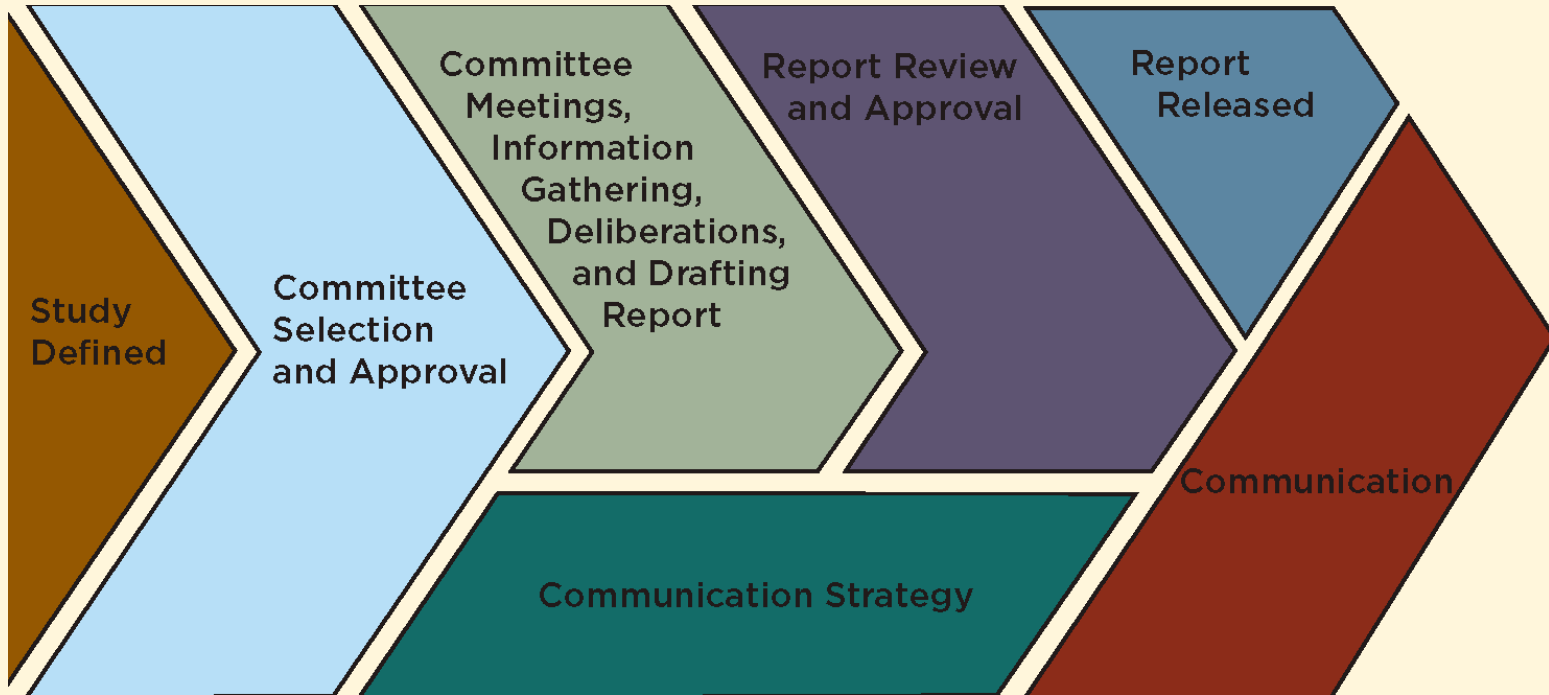 Study
Defined
Committee
Selection
and Approval
Committee
Meetings,
Information
Gathering,
Deliberations,
and Drafting
Report
Report Review
and Approval
Report
Released
Communication Strategy
Communication